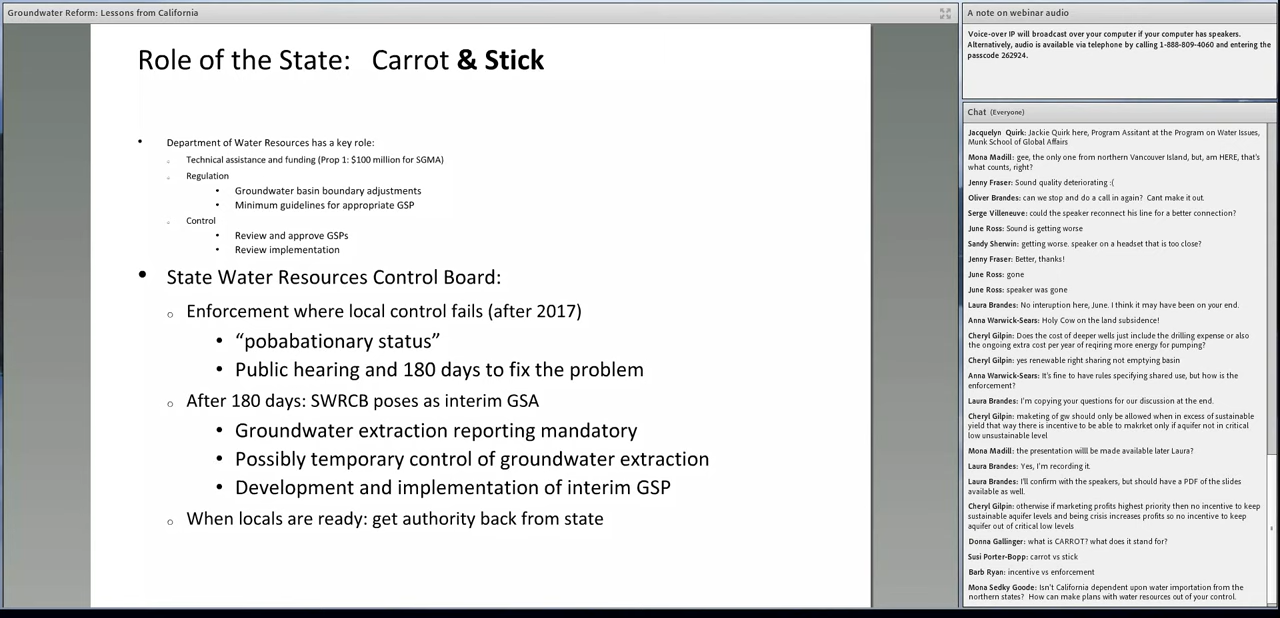 Groundwater Reform: Lessons from California
Role of the State: Carrot & Stick
• Department of Water Resources has a key role:
○ Technical assistance and funding (Prop 1: $100 million for SGMA)
○ Regulation
• Groundwater basin boundary adjustments
• Minimum guidelines for appropriate GSP
○ Control
• Review and approve GSPs
• Review implementation
• State Water Resources Control Board:
○ Enforcement where local control fails (after 2017)
• “pobabationary status”
• Public hearing and 180 days to fix the problem
○ After 180 days: SWRCB poses as interim GSA
• Groundwater extraction reporting mandatory
• Possibly temporary control of groundwater extraction
• Development and implementation of interim GSP
○ When locals are ready: get authority back from state
A note on webinar audio
Voice-over IP will broadcast over your computer if your computer has speakers.
Alternatively, audio is available via telephone by calling 1-888-809-4060 and entering the
passcode 262924.
Chat (Everyone)
Jacquelyn Quirk: Jackie Quirk here, Program Assitant at the Program on Water Issues,
Munk School of Global Affairs
Mona Madill: gee, the only one from northern Vancouver Island, but, am HERE, that's
what counts, right?
Jenny Fraser: Sound quality deteriorating :(
Oliver Brandes: can we stop and do a call in again? Cant make it out.
Serge Villeneuve: could the speaker reconnect his line for a better connection?
June Ross: Sound is getting worse
Sandy Sherwin: getting worse. speaker on a headset that is too close?
Jenny Fraser: Better, thanks!
June Ross: gone
June Ross: speaker was gone
Laura Brandes: No interuption here, June. I think it may have been on your end.
Anna Warwick-Sears: Holy Cow on the land subsidence!
Cheryl Gilpin: Does the cost of deeper wells just include the drilling expense or also
the ongoing extra cost per year of reqiring more energy for pumping?
Cheryl Gilpin: yes renewable right sharing not emptying basin
Anna Warwick-Sears: It's fine to have rules specifying shared use, but how is the
enforcement?
Laura Brandes: I'm copying your questions for our discussion at the end.
Cheryl Gilpin: maketing of gw should only be allowed when in excess of sustainable
yield that way there is incentive to be able to makrket only if aquifer not in critical
low unsustainable level
Mona Madill: the presentation willl be made available later Laura?
Laura Brandes: Yes, I'm recording it.
Laura Brandes: I'll confirm with the speakers, but should have a PDF of the slides
available as well.
Cheryl Gilpin: otherwise if marketing profits highest priority then no incentive to keep
sustainable aquifer levels and being crisis increases profits so no incentive to keep
aquifer out of critical low levels
Donna Gallinger: what is CARROT? what does it stand for?
Susi Porter-Bopp: carrot vs stick
Barb Ryan: incentive vs enforcement
Mona Sedky Goode: Isn't California dependent upon water importation from the
northern states? How can make plans with water resources out of your control.